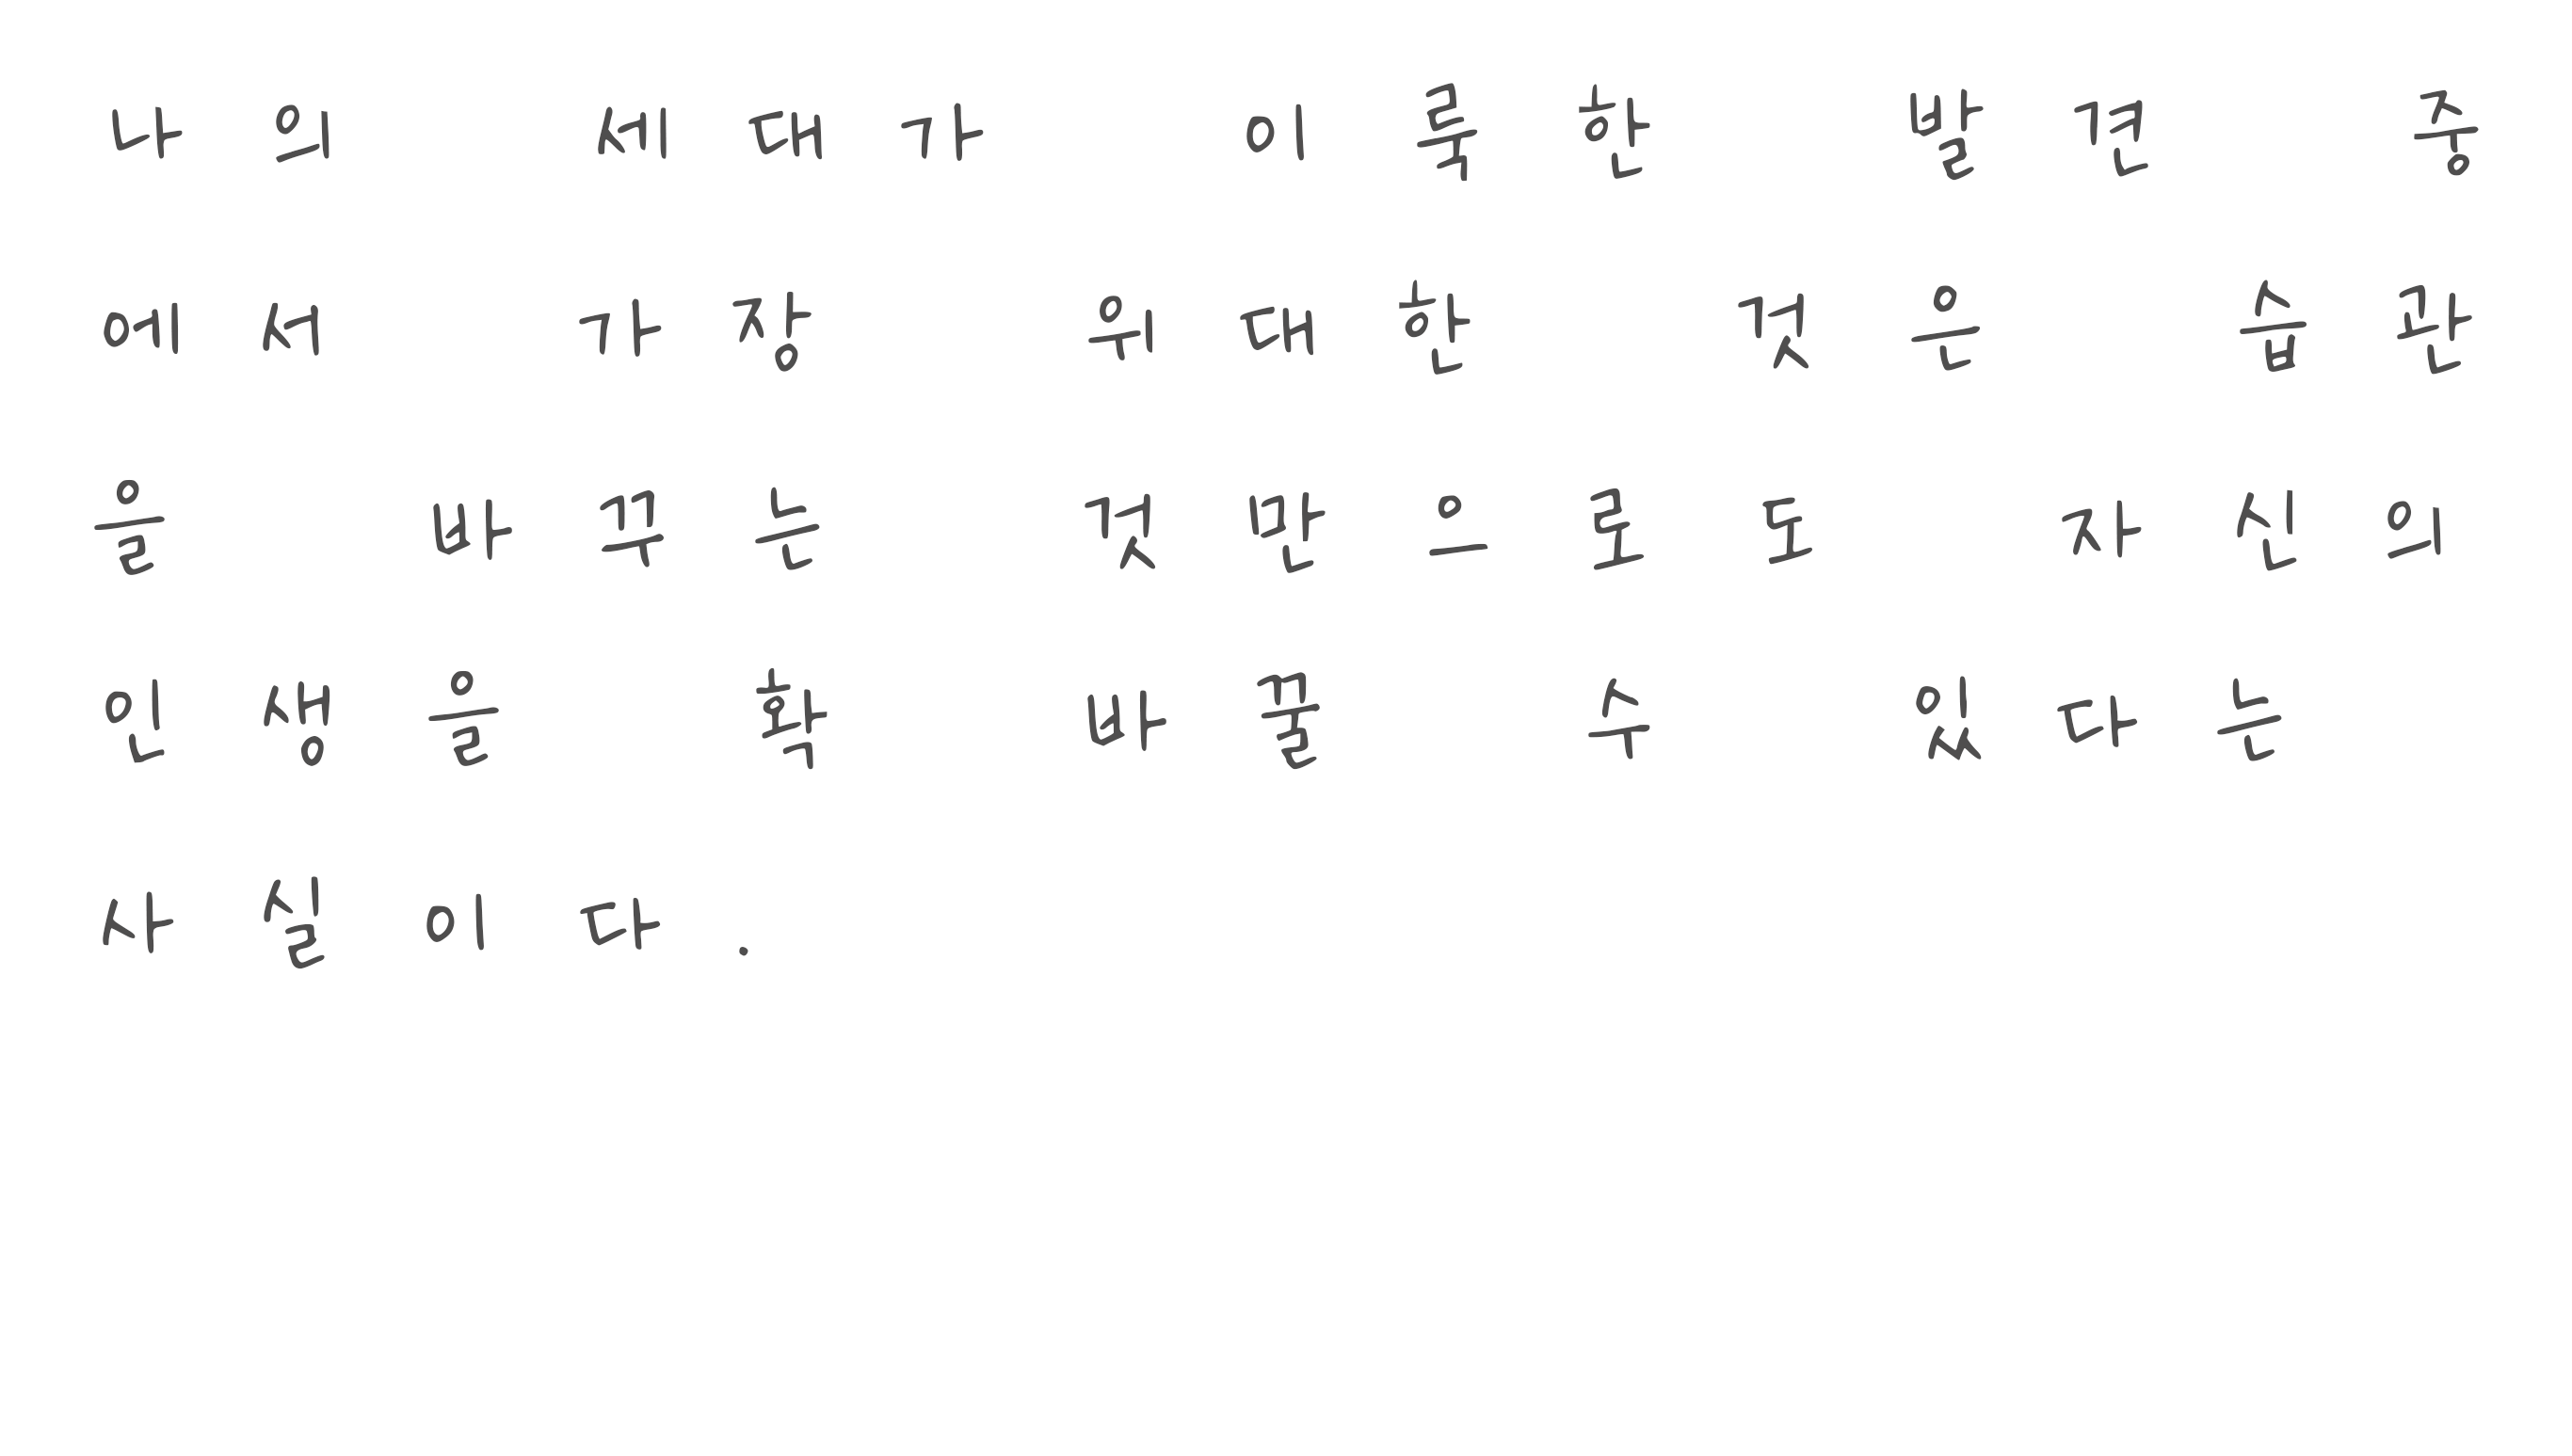 나의 세대가 이룩한 발견 중
에서 가장 위대한 것은 습관
을 바꾸는 것만으로도 자신의
인생을 확 바꿀 수 있다는
사실이다.